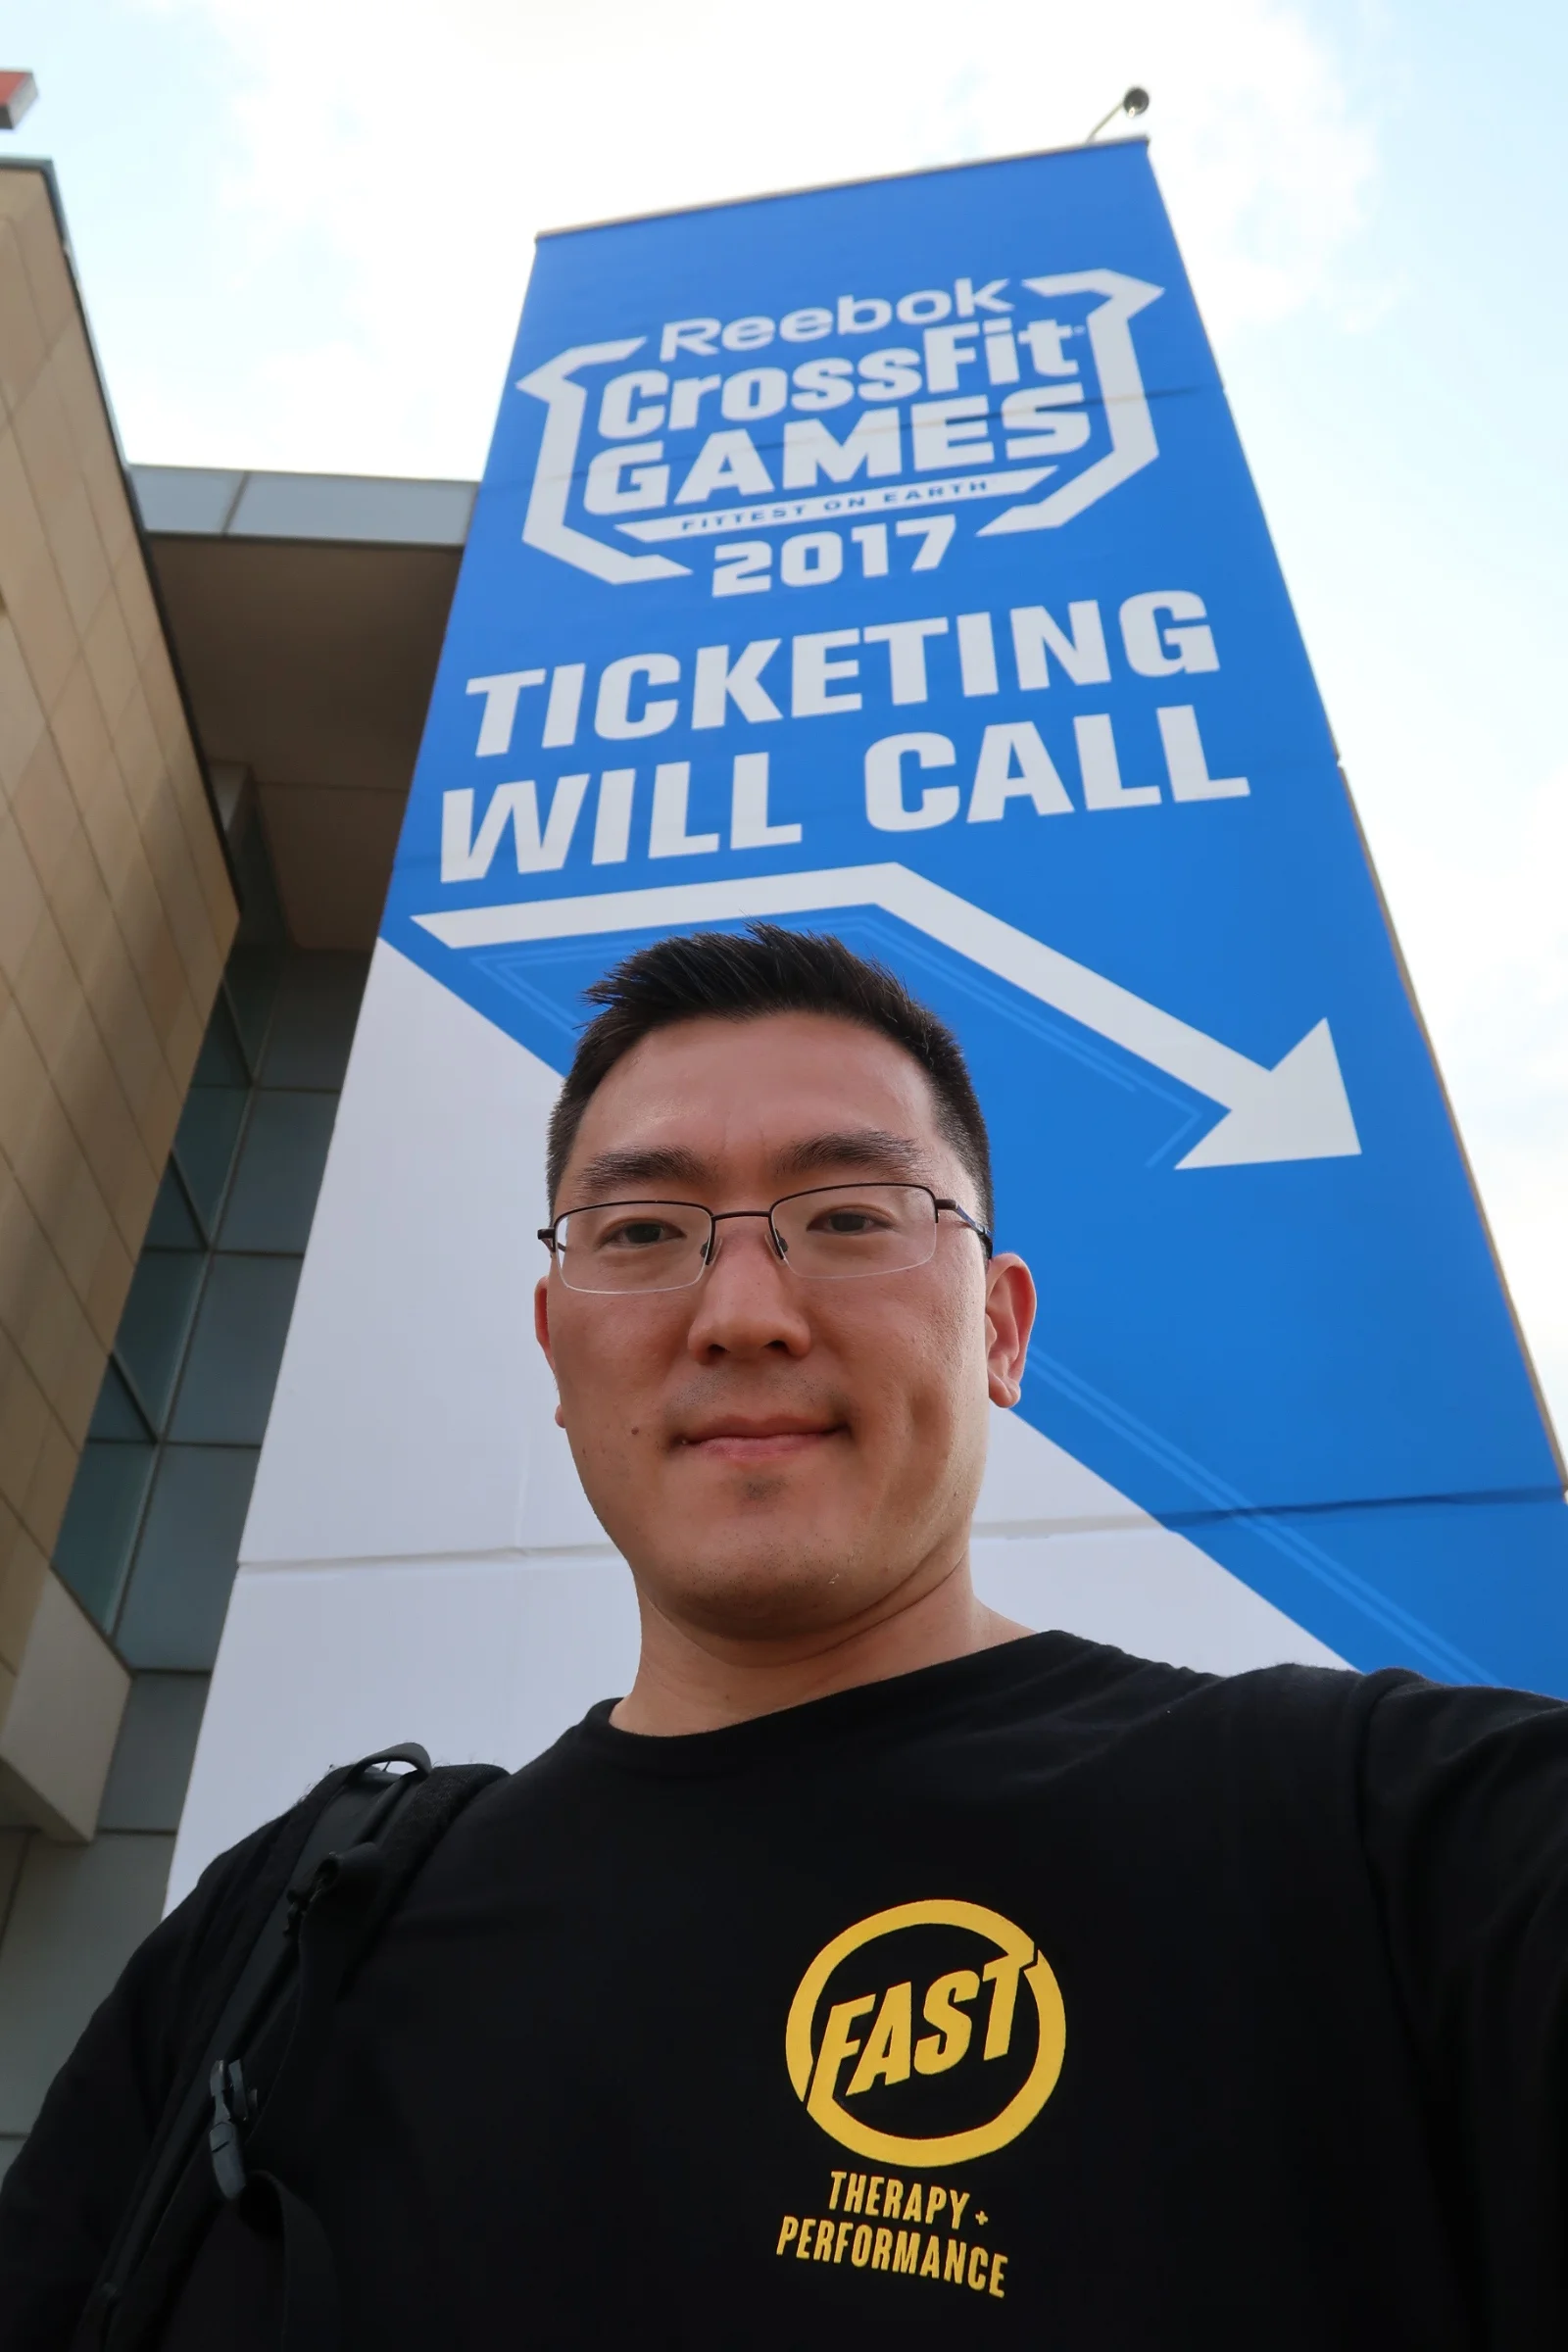 Reebok
CrossFit
GAMES
FITTEST ON EARTH
2017
TICKETING
WILL CALL
FAST
THERAPY +
PERFORMANCE